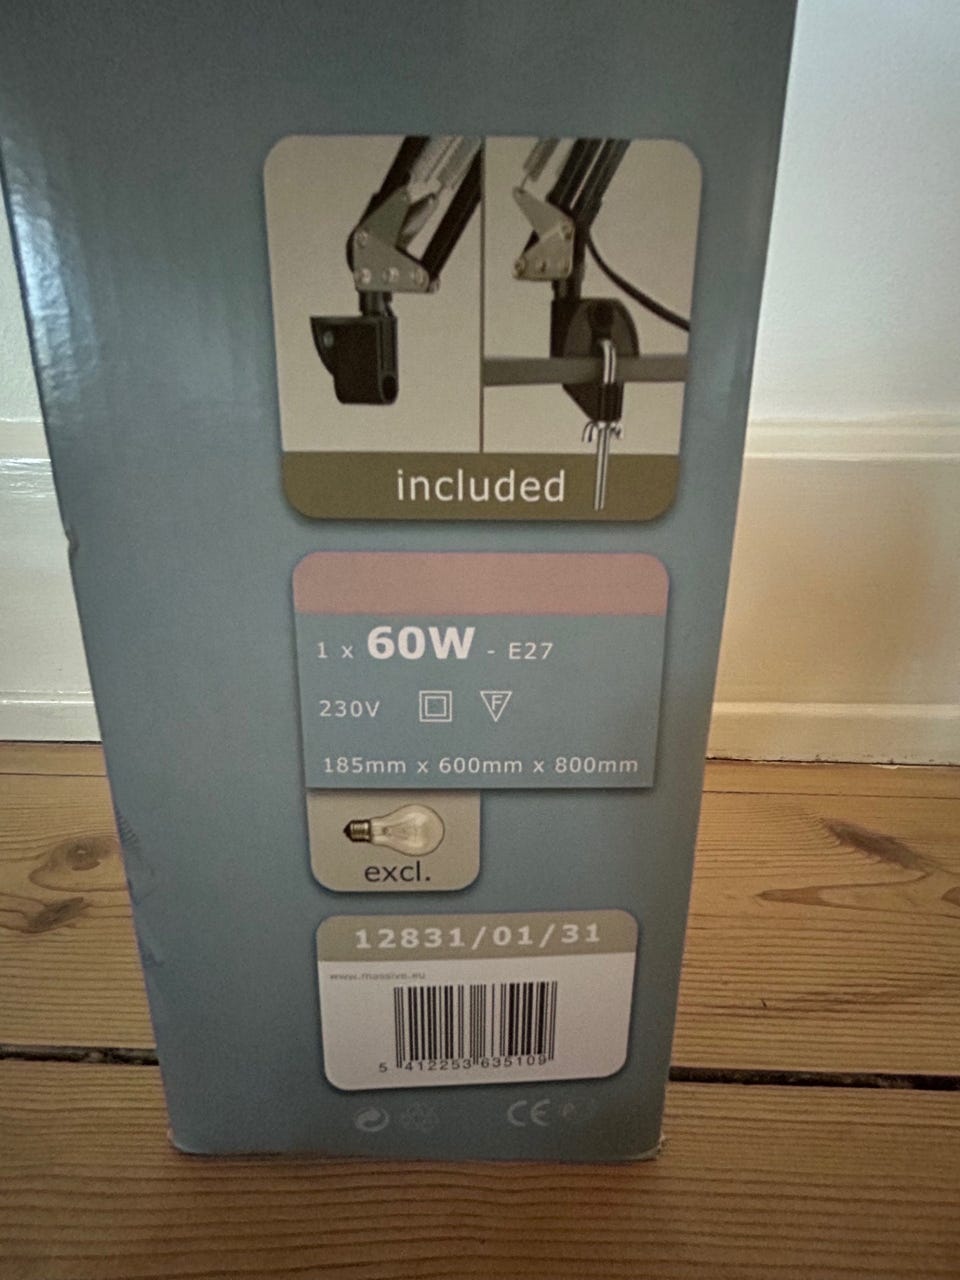 included
1 x 60W - E27
230V F
185mm x 600mm x 800mm
excl.
12831/01/31
www.massive.eu
5 412253 635109
CE